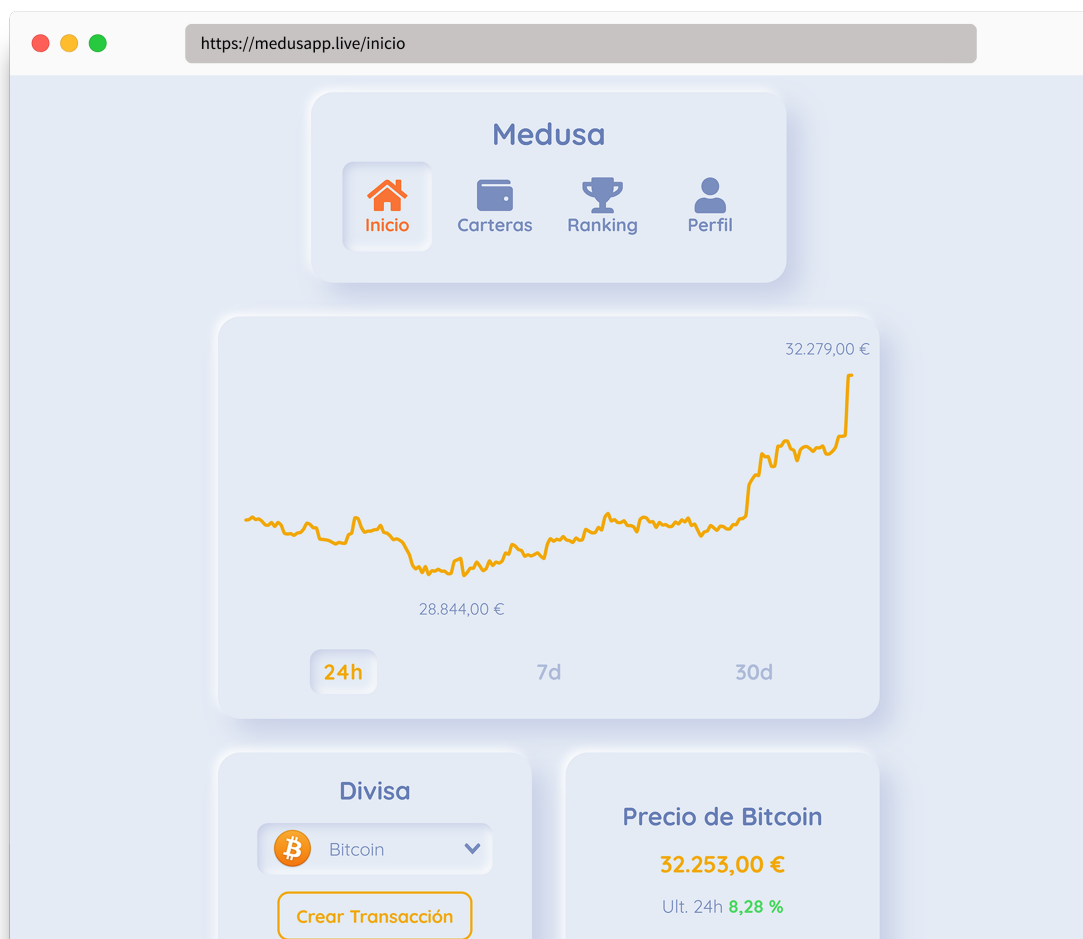 https://medusapp.live/inicio
Medusa
Inicio Carteras Ranking Perfil
32.279,00 €
28.844,00 €
24h 7d 30d
Divisa
Bitcoin
Crear Transacción
Precio de Bitcoin
32.253,00 €
Ult. 24h 8,28 %